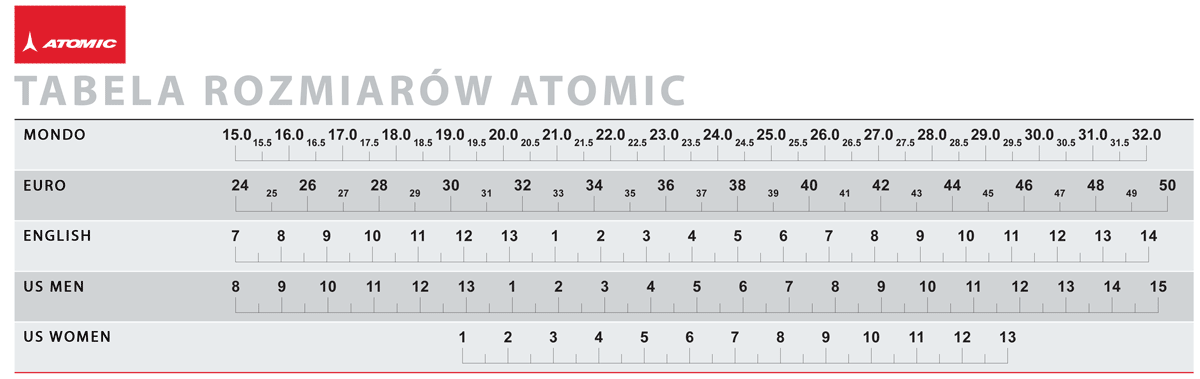 ATOMIC
TABELA ROZMIARÓW ATOMIC
MONDO 15.0 15.5 16.0 16.5 17.0 17.5 18.0 18.5 19.0 19.5 20.0 20.5 21.0 21.5 22.0 22.5 23.0 23.5 24.0 24.5 25.0 25.5 26.0 26.5 27.0 27.5 28.0 28.5 29.0 29.5 30.0 30.5 31.0 31.5 32.0
EURO 24 25 26 27 28 29 30 31 32 33 34 35 36 37 38 39 40 41 42 43 44 45 46 47 48 49 50
ENGLISH 7 8 9 10 11 12 13 1 2 3 4 5 6 7 8 9 10 11 12 13 14
US MEN 8 9 10 11 12 13 1 2 3 4 5 6 7 8 9 10 11 12 13 14 15
US WOMEN 1 2 3 4 5 6 7 8 9 10 11 12 13